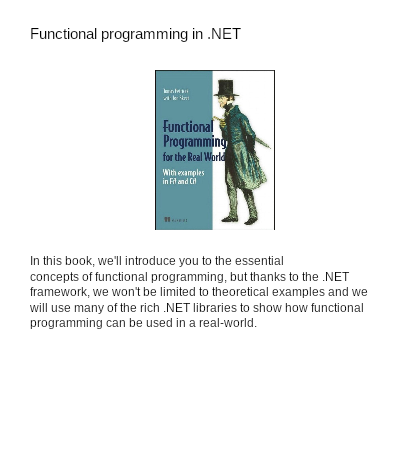 Functional programming in .NET
Functional
Programming
for the Real World
With examples
in F# and C#
In this book, we'll introduce you to the essential
concepts of functional programming, but thanks to the .NET
framework, we won't be limited to theoretical examples and we
will use many of the rich .NET libraries to show how functional
programming can be used in a real-world.